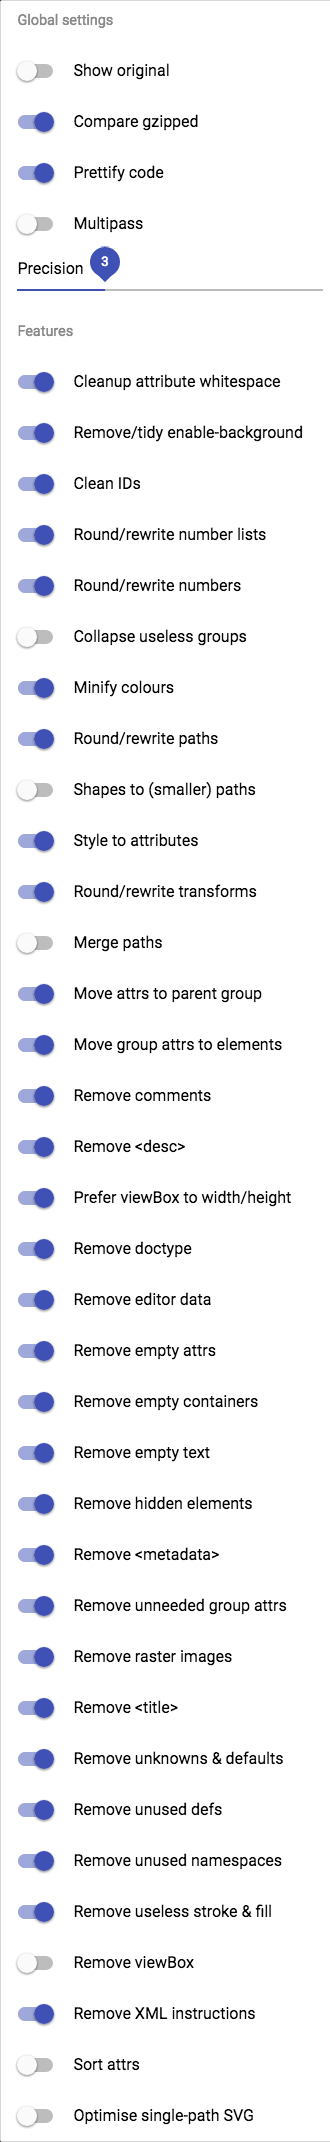 Global settings
Show original
Compare gzipped
Prettify code
Multipass
Precision 3
Features
Cleanup attribute whitespace
Remove/tidy enable-background
Clean IDs
Round/rewrite number lists
Round/rewrite numbers
Collapse useless groups
Minify colours
Round/rewrite paths
Shapes to (smaller) paths
Style to attributes
Round/rewrite transforms
Merge paths
Move attrs to parent group
Move group attrs to elements
Remove comments
Remove <desc>
Prefer viewBox to width/height
Remove doctype
Remove editor data
Remove empty attrs
Remove empty containers
Remove empty text
Remove hidden elements
Remove <metadata>
Remove unneeded group attrs
Remove raster images
Remove <title>
Remove unknowns & defaults
Remove unused defs
Remove unused namespaces
Remove useless stroke & fill
Remove viewBox
Remove XML instructions
Sort attrs
Optimise single-path SVG